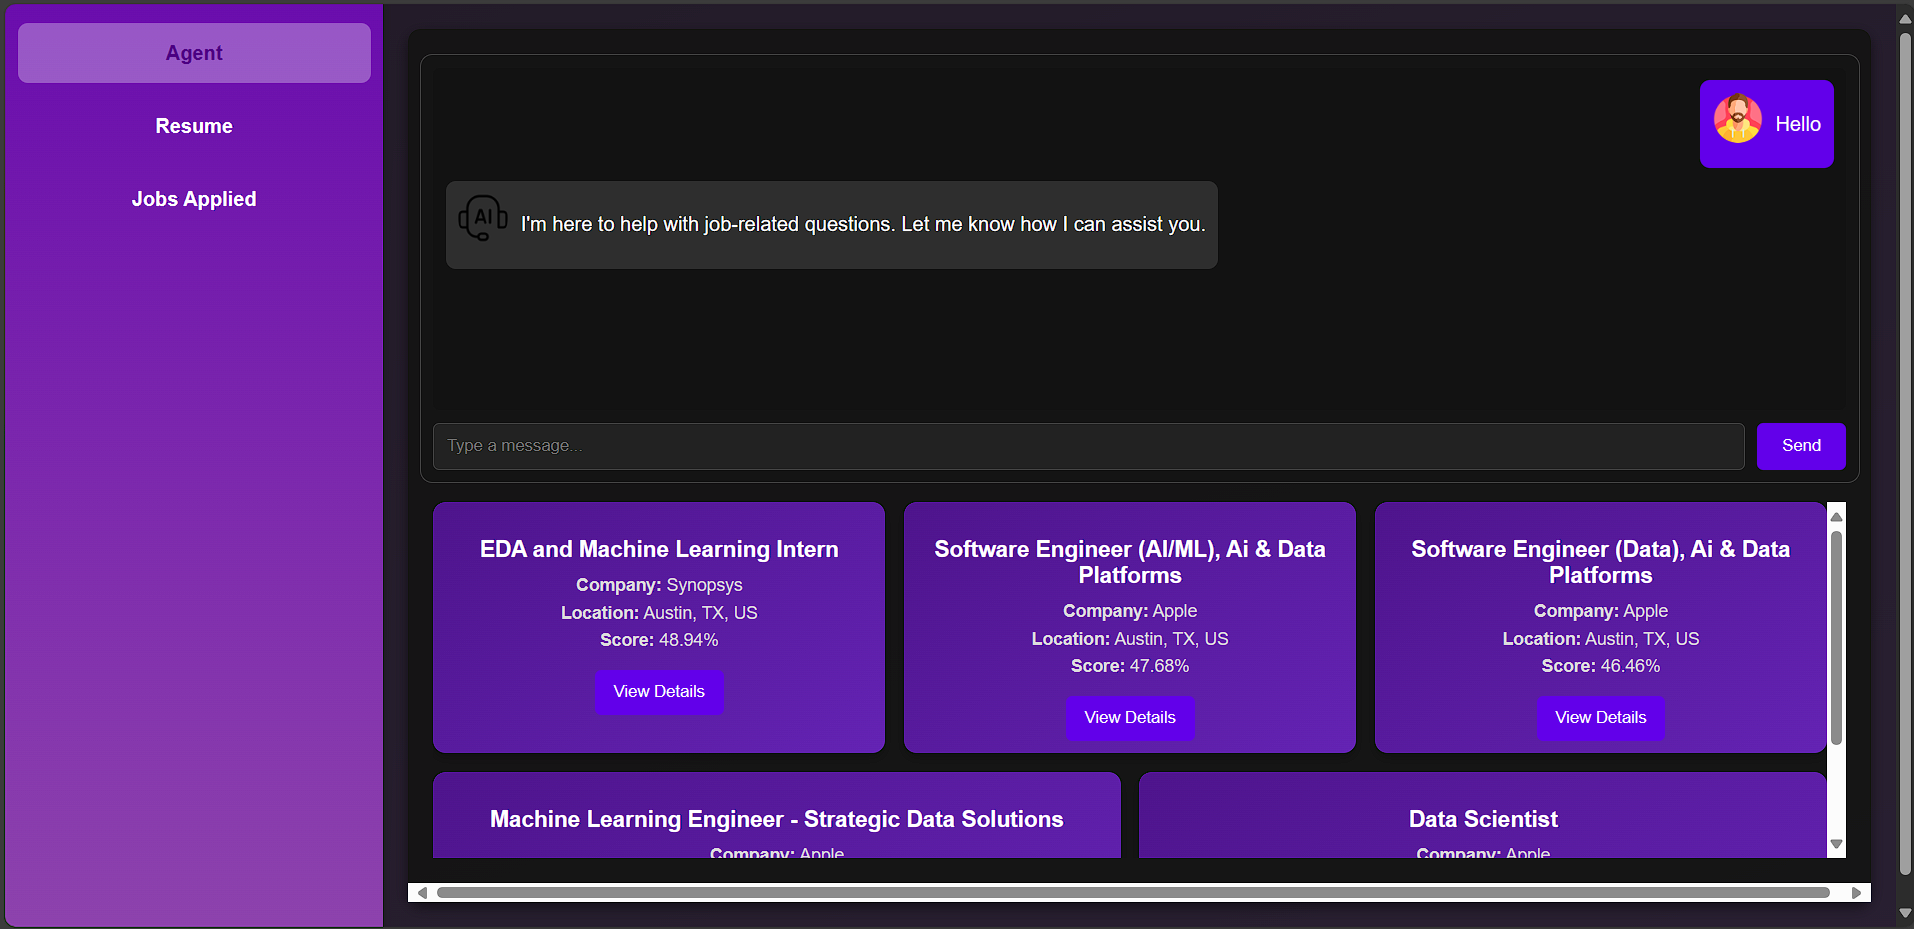 Agent
Resume
Jobs Applied
Hello
AI
I'm here to help with job-related questions. Let me know how I can assist you.
Type a message...
Send
EDA and Machine Learning Intern
Company: Synopsys
Location: Austin, TX, US
Score: 48.94%
View Details
Software Engineer (AI/ML), Ai & Data
Platforms
Company: Apple
Location: Austin, TX, US
Score: 47.68%
View Details
Software Engineer (Data), Ai & Data
Platforms
Company: Apple
Location: Austin, TX, US
Score: 46.46%
View Details
Machine Learning Engineer - Strategic Data Solutions
Company: Apple
Data Scientist
Company: Apple